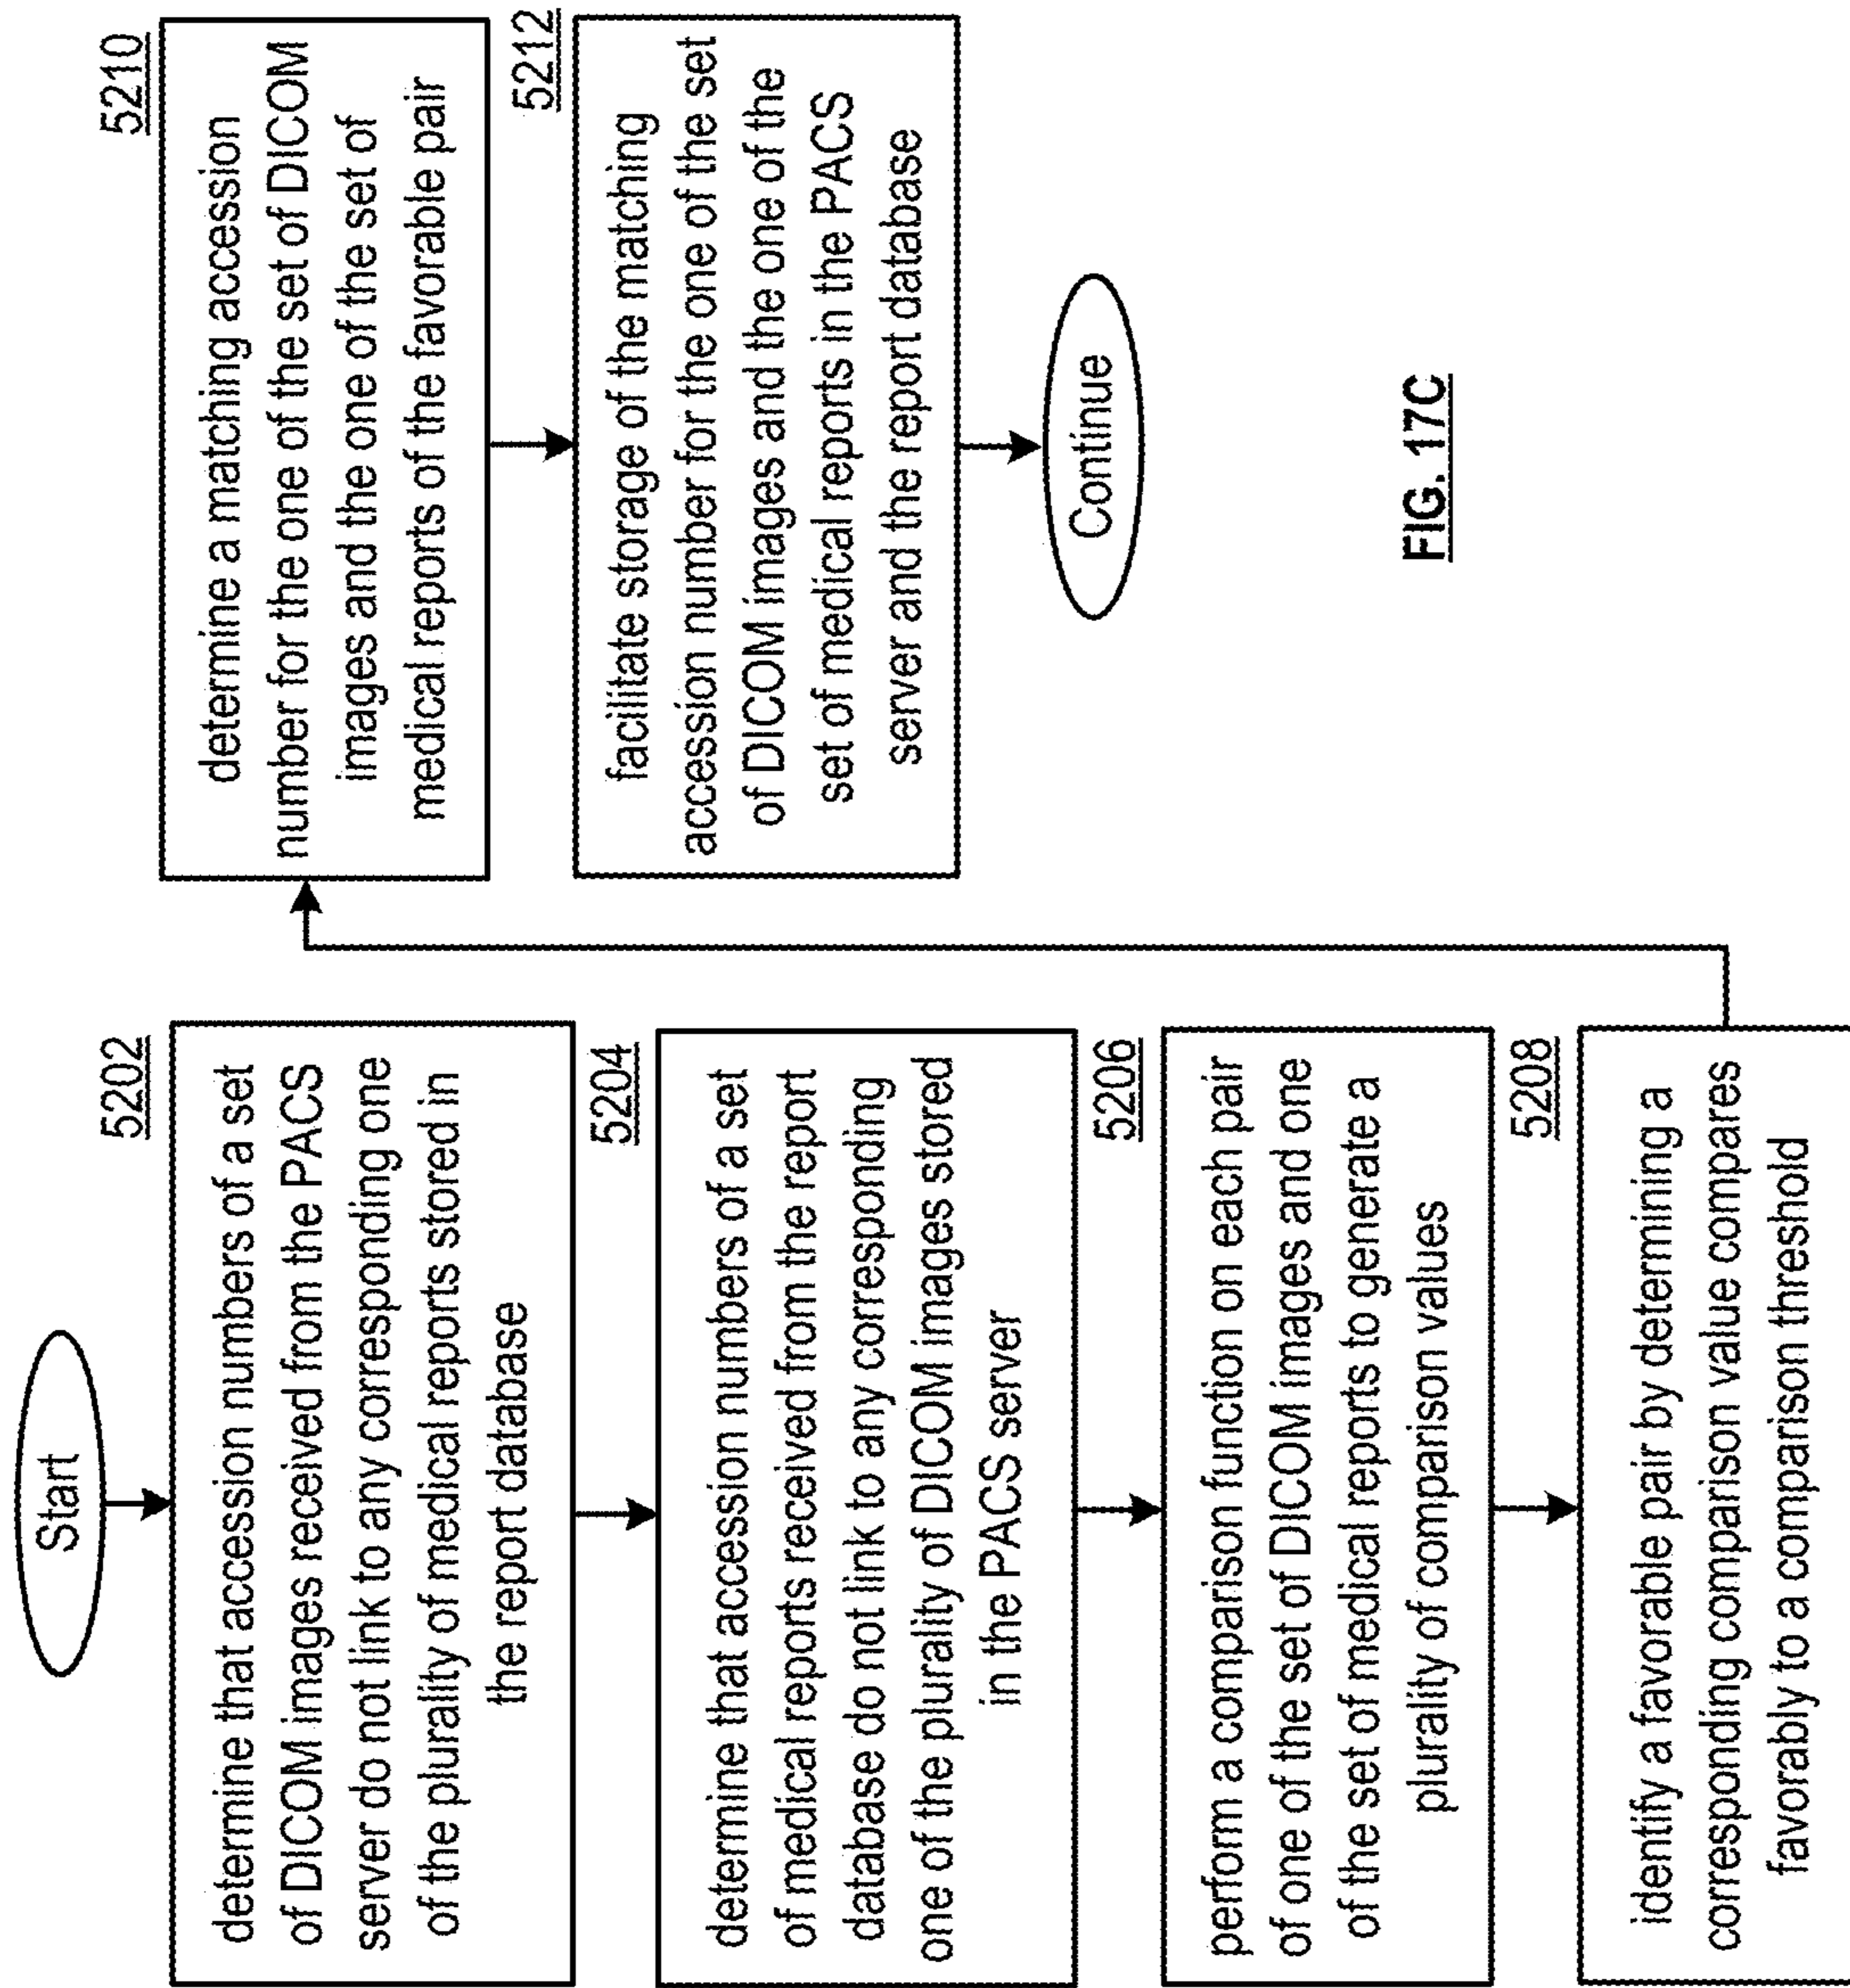 Start
5202
determine that accession numbers of a set
of DICOM images received from the PACS
server do not link to any corresponding one
of the plurality of medical reports stored in
the report database
5204
determine that accession numbers of a set
of medical reports received from the report
database do not link to any corresponding
one of the plurality of DICOM images stored
in the PACS server
5206
perform a comparison function on each pair
of one of the set of DICOM images and one
of the set of medical reports to generate a
plurality of comparison values
5208
identify a favorable pair by determining a
corresponding comparison value compares
favorably to a comparison threshold
5210
determine a matching accession
number for the one of the set of DICOM
images and the one of the set of
medical reports of the favorable pair
5212
facilitate storage of the matching
accession number for the one of the set
of DICOM images and the one of the
set of medical reports in the PACS
server and the report database
Continue
FIG. 17C